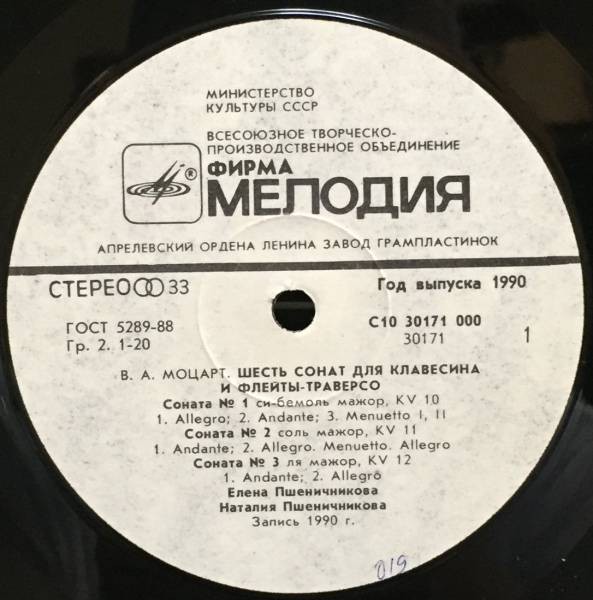 МИНИСТЕРСТВО
КУЛЬТУРЫ СССР
ВСЕСОЮЗНОЕ ТВОРЧЕСКО-
ПРОИЗВОДСТВЕННОЕ ОБЪЕДИНЕНИЕ
®
ФИРМА
МЕЛОДИЯ
АПРЕЛЕВСКИЙ ОРДЕНА ЛЕНИНА ЗАВОД ГРАМПЛАСТИНОК
СТЕРЕО 33
Год выпуска 1990
ГОСТ 5289-88
С10 30171 000
Гр. 2. 1-20
30171
1
В. А. МОЦАРТ. ШЕСТЬ СОНАТ ДЛЯ КЛАВЕСИНА
И ФЛЕЙТЫ-ТРАВЕРСО
Соната № 1 си-бемоль мажор, KV 10
1. Allegro; 2. Andante; 3. Menuetto I, II
Соната № 2 соль мажор, KV 11
1. Andante; 2. Allegro. Menuetto. Allegro
Соната № 3 ля мажор, KV 12
1. Andante; 2. Allegro
Елена Пшеничникова
Наталия Пшеничникова
Запись 1990 г.
019